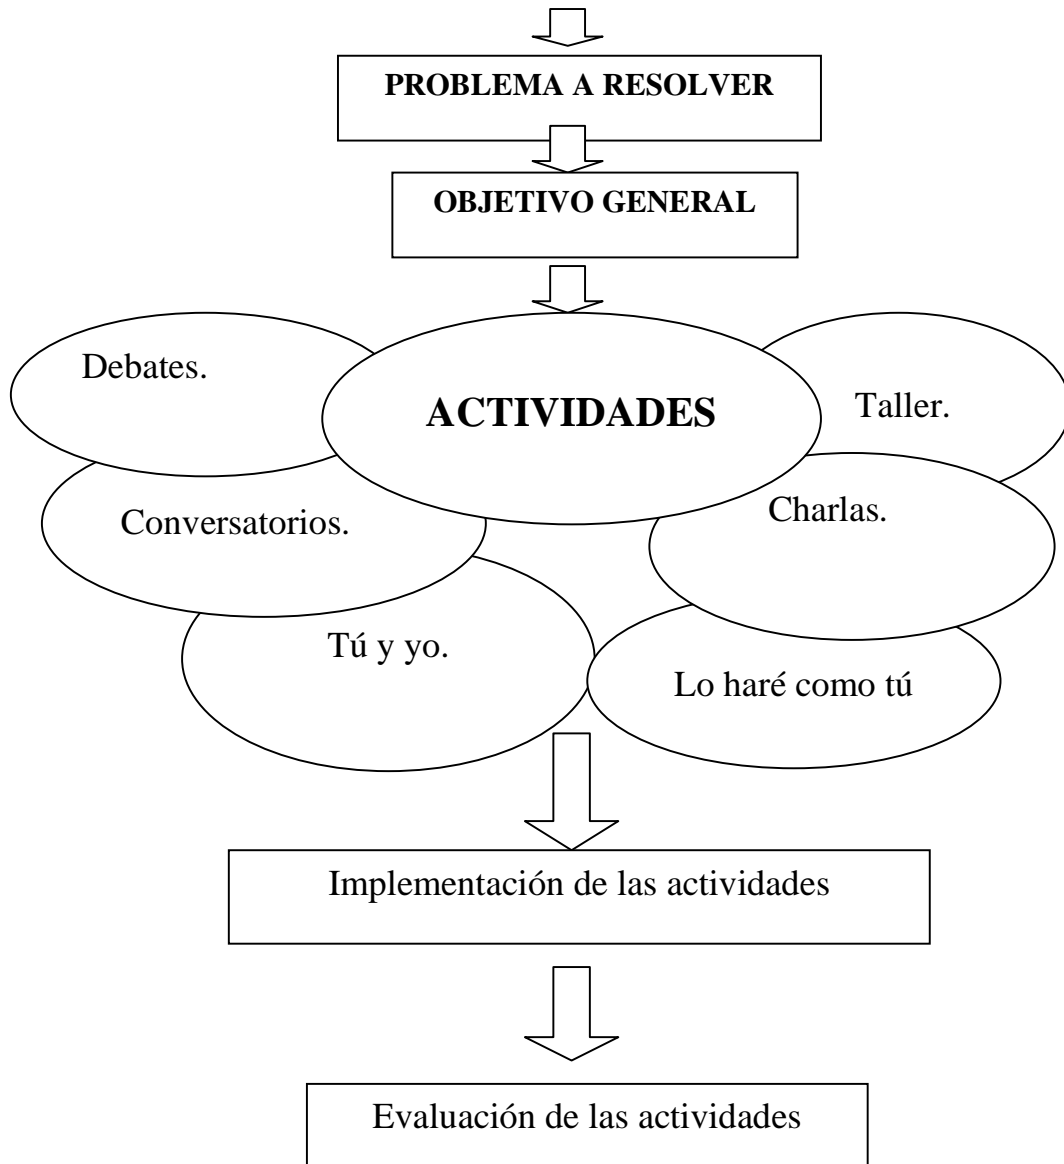 PROBLEMA A RESOLVER
OBJETIVO GENERAL
Debates.
ACTIVIDADES
Taller.
Conversatorios.
Charlas.
Tú y yo.
Lo haré como tú
Implementación de las actividades
Evaluación de las actividades